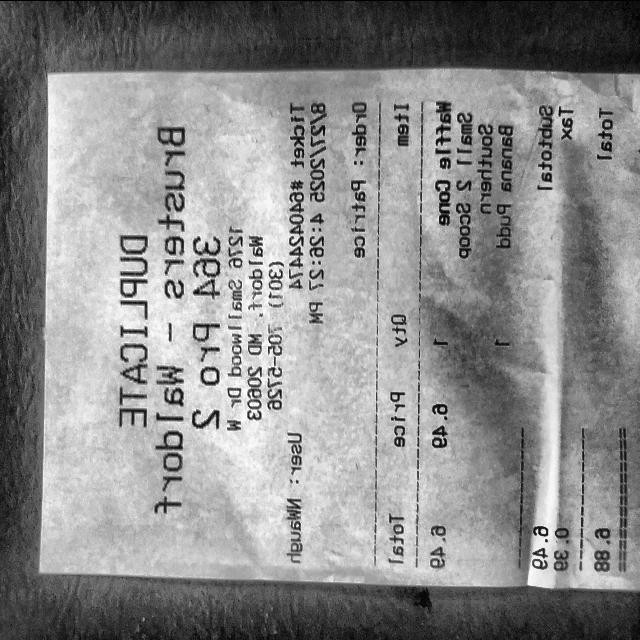 DUPLICATE
Brusters - Waldorf
364 Pro 2
1276 Smallwood Dr W
Waldorf, MD 20603
(301) 705-5726
Ticket #64042474 User: NWaugh
8/27/2025 4:26:27 PM
Order: Patrice
Item Qty Price Total
Waffle Cone 1 6.49 6.49
Small 2 Scoop
Southern
Banana Pudd 1
Subtotal 6.49
Tax 0.39
Total 6.88